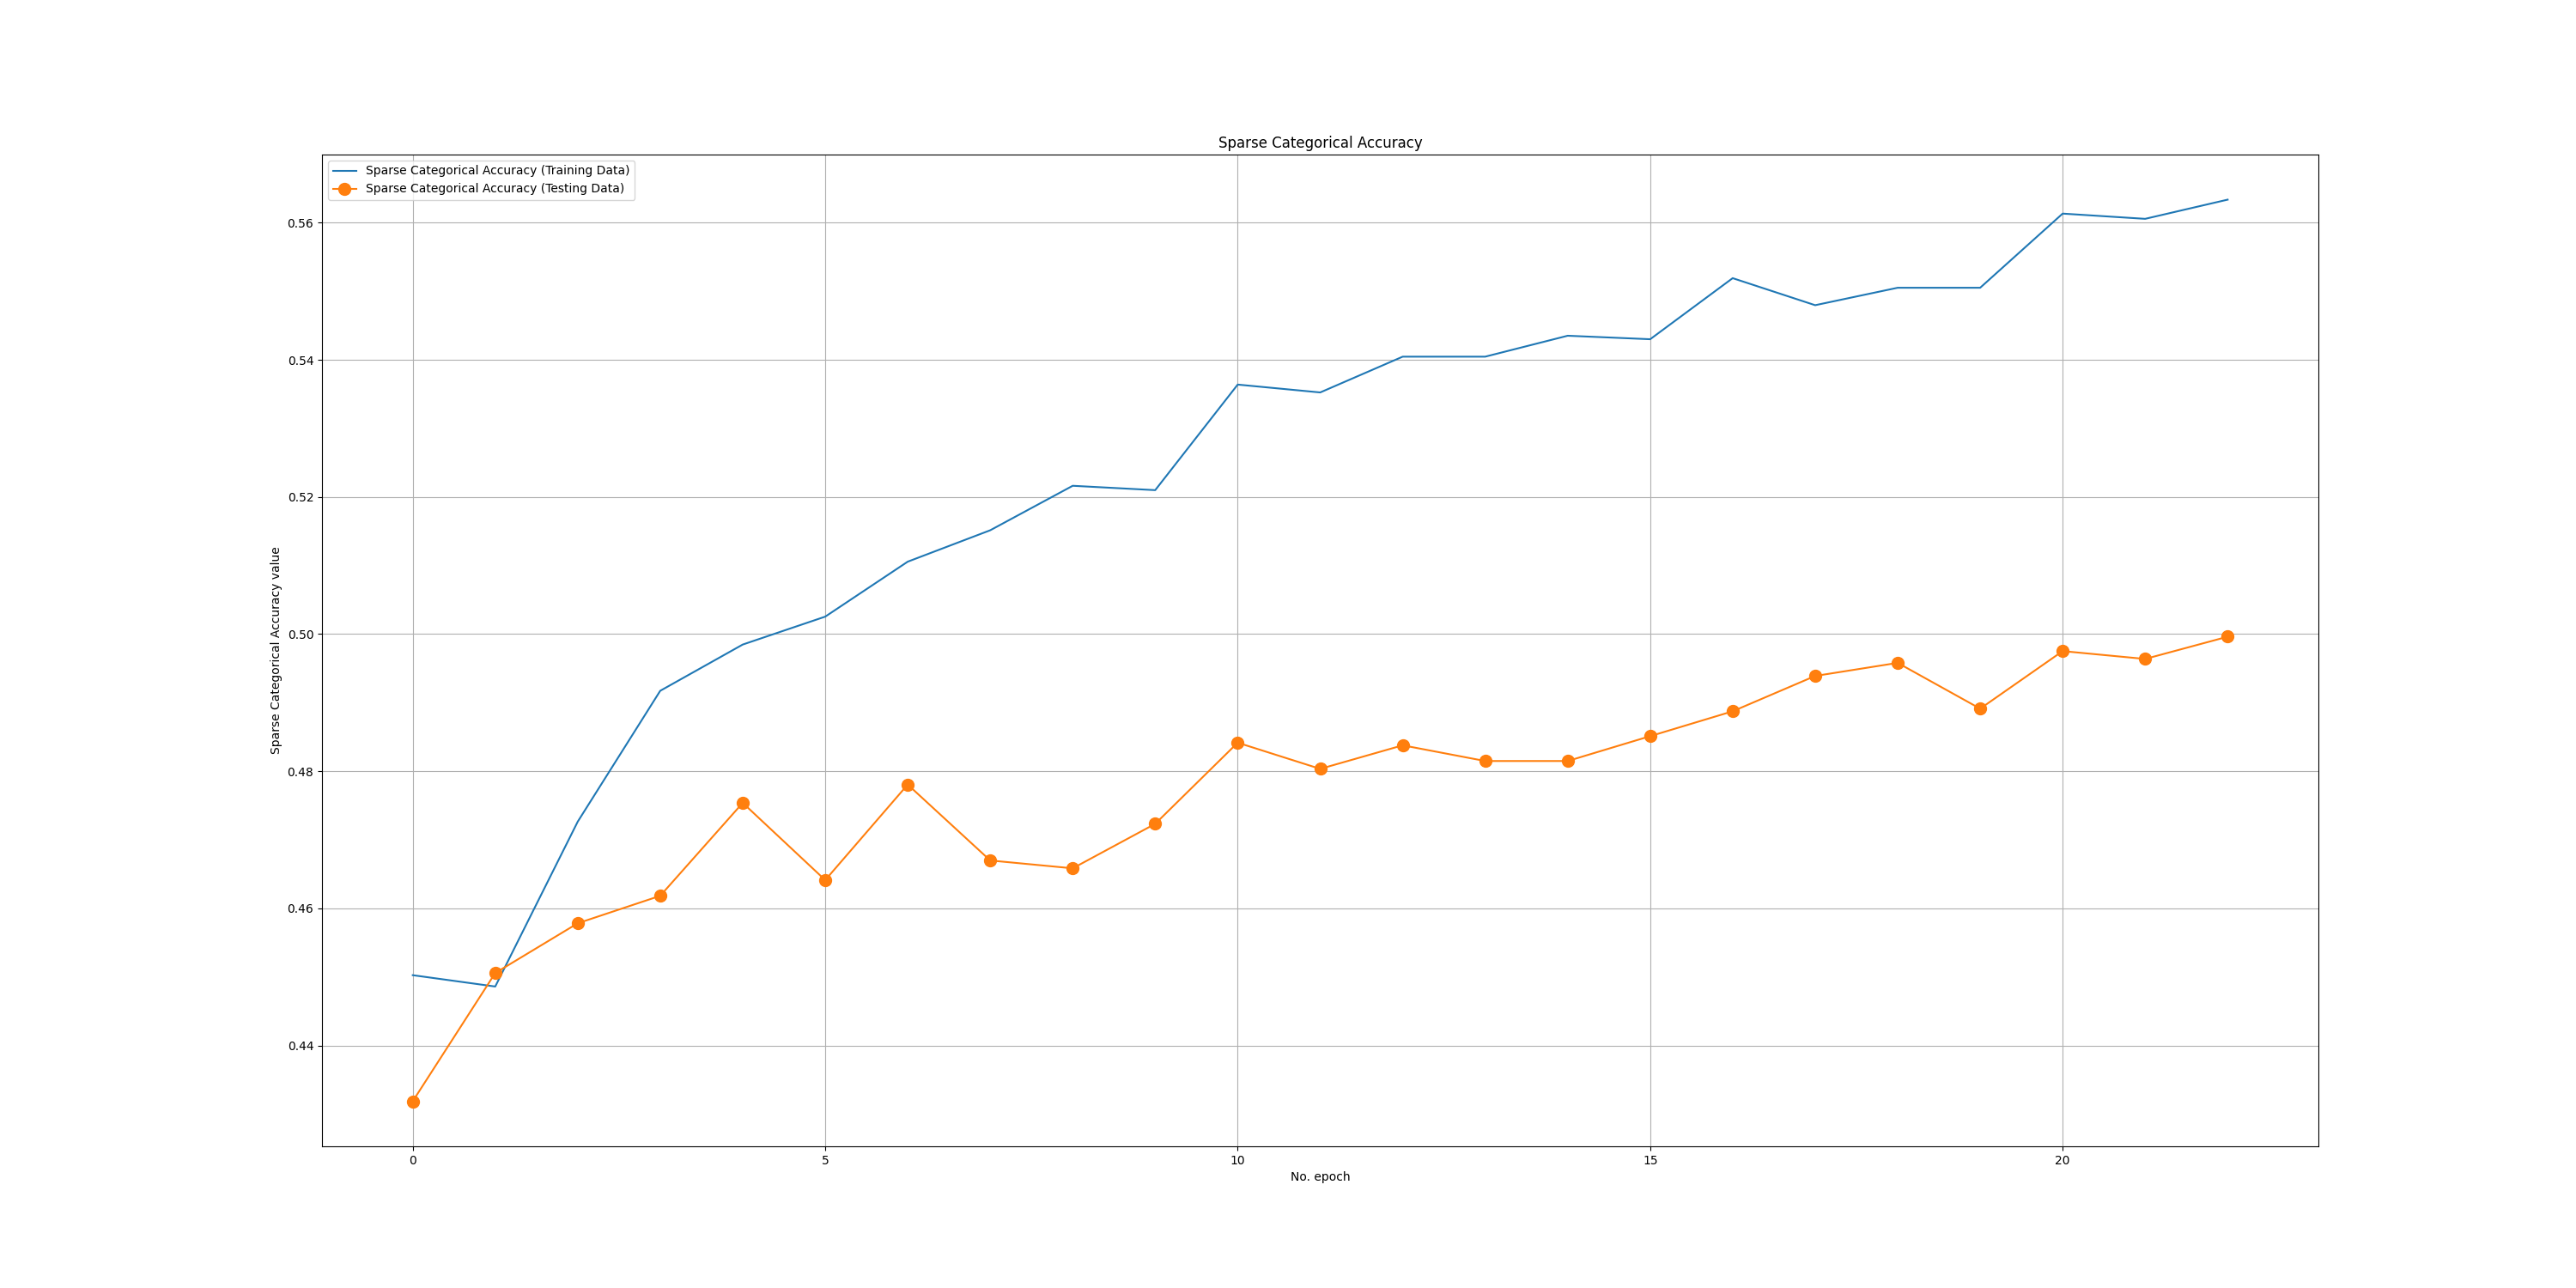 Sparse Categorical Accuracy
Sparse Categorical Accuracy (Training Data)
Sparse Categorical Accuracy (Testing Data)
0.56
0.54
0.52
0.50
0.48
0.46
0.44
Sparse Categorical Accuracy value
0 5 10 15 20
No. epoch